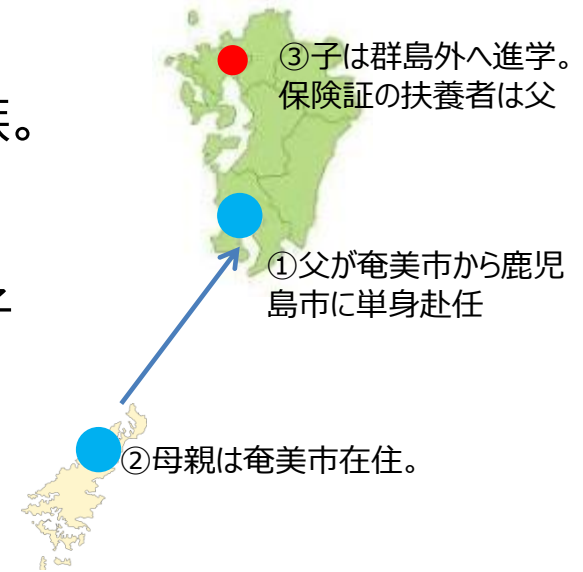 ③子は群島外へ進学。
保険証の扶養者は父
族。
①父が奄美市から鹿児
島市に単身赴任
子
②母親は奄美市在住。